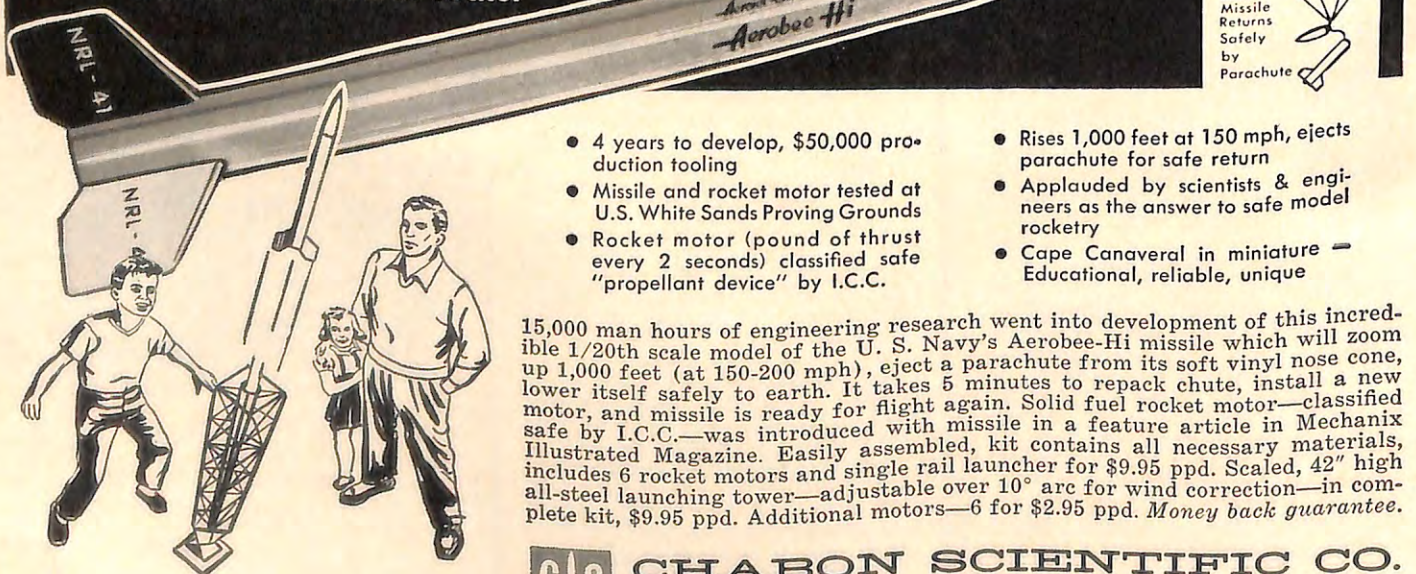 Aerobee-Hi
Missile
Returns
Safely
by
Parachute
NRL - 41
NRL - 4
• 4 years to develop, $50,000 pro-
duction tooling
• Missile and rocket motor tested at
U.S. White Sands Proving Grounds
• Rocket motor (pound of thrust
every 2 seconds) classified safe
"propellant device" by I.C.C.
• Rises 1,000 feet at 150 mph, ejects
parachute for safe return
• Applauded by scientists & engi-
neers as the answer to safe model
rocketry
• Cape Canaveral in miniature —
Educational, reliable, unique
15,000 man hours of engineering research went into development of this incred-
ible 1/20th scale model of the U. S. Navy's Aerobee-Hi missile which will zoom
up 1,000 feet (at 150-200 mph), eject a parachute from its soft vinyl nose cone,
lower itself safely to earth. It takes 5 minutes to repack chute, install a new
motor, and missile is ready for flight again. Solid fuel rocket motor—classified
safe by I.C.C.—was introduced with missile in a feature article in Mechanix
Illustrated Magazine. Easily assembled, kit contains all necessary materials,
includes 6 rocket motors and single rail launcher for $9.95 ppd. Scaled, 42" high
all-steel launching tower—adjustable over 10° arc for wind correction—in com-
plete kit, $9.95 ppd. Additional motors—6 for $2.95 ppd. Money back guarantee.
CHARON SCIENTIFIC CO.